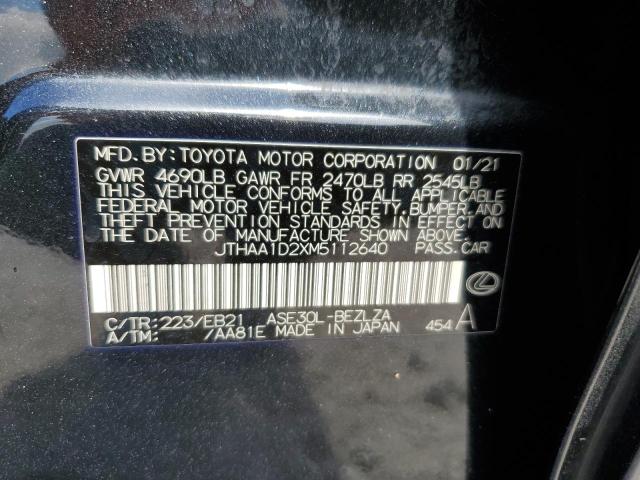 MFD. BY: TOYOTA MOTOR CORPORATION 01/21
GVWR 4690LB GAWR FR 2470LB RR 2545LB
THIS VEHICLE CONFORMS TO ALL APPLICABLE
FEDERAL MOTOR VEHICLE SAFETY, BUMPER, AND
THEFT PREVENTION STANDARDS IN EFFECT ON
THE DATE OF MANUFACTURE SHOWN ABOVE.
JTHAA1D2XM5112640 PASS.CAR
C/TR: 223/EB21 ASE30L-BEZLZA
A/TM: /AA81E MADE IN JAPAN 454 A